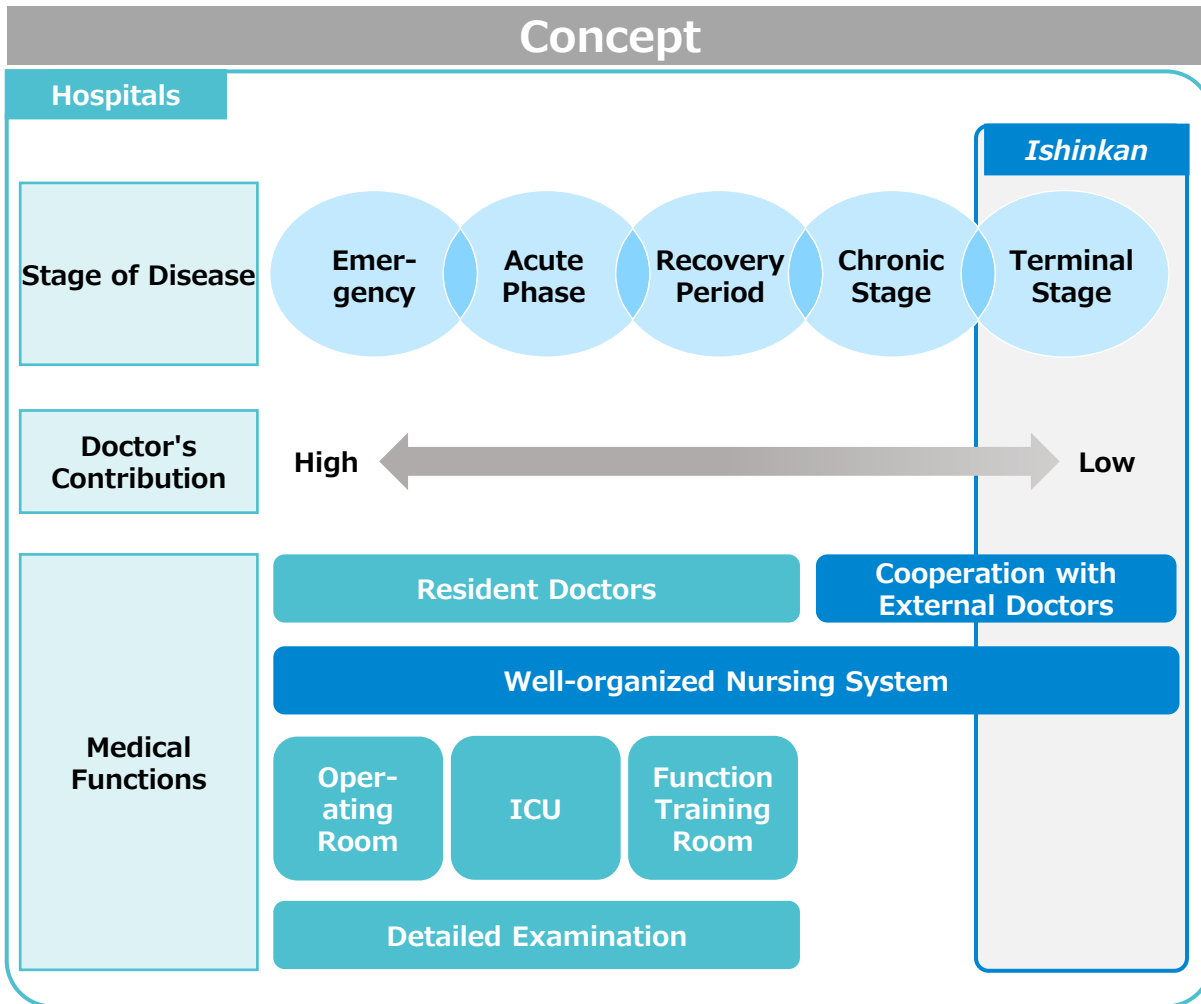 Concept
Hospitals
Ishinkan
Stage of Disease
Emer-
gency
Acute
Phase
Recovery
Period
Chronic
Stage
Terminal
Stage
Doctor's
Contribution
High
Low
Medical
Functions
Resident Doctors
Cooperation with
External Doctors
Well-organized Nursing System
Oper-
ating
Room
ICU
Function
Training
Room
Detailed Examination